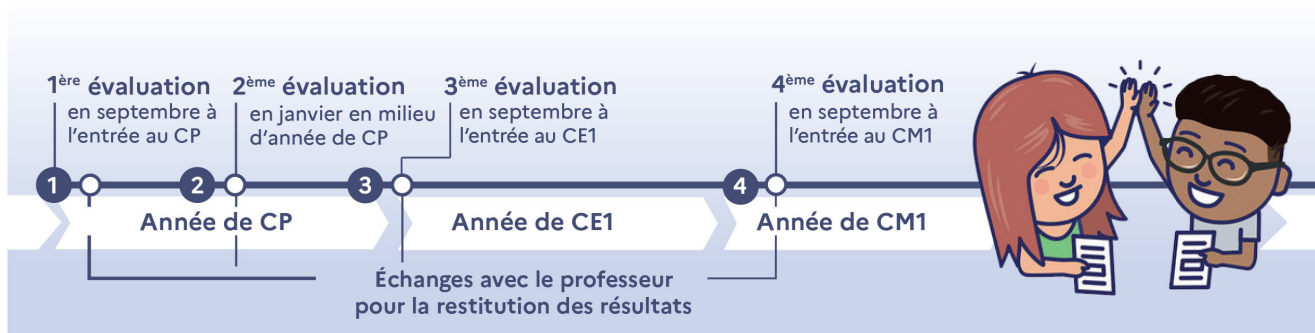 1ère évaluation
en septembre à
l'entrée au CP
2ème évaluation
en janvier en milieu
d'année de CP
3ème évaluation
en septembre à
l'entrée au CE1
4ème évaluation
en septembre à
l'entrée au CM1
1
2
3
4
Année de CP
Année de CE1
Année de CM1
Échanges avec le professeur
pour la restitution des résultats